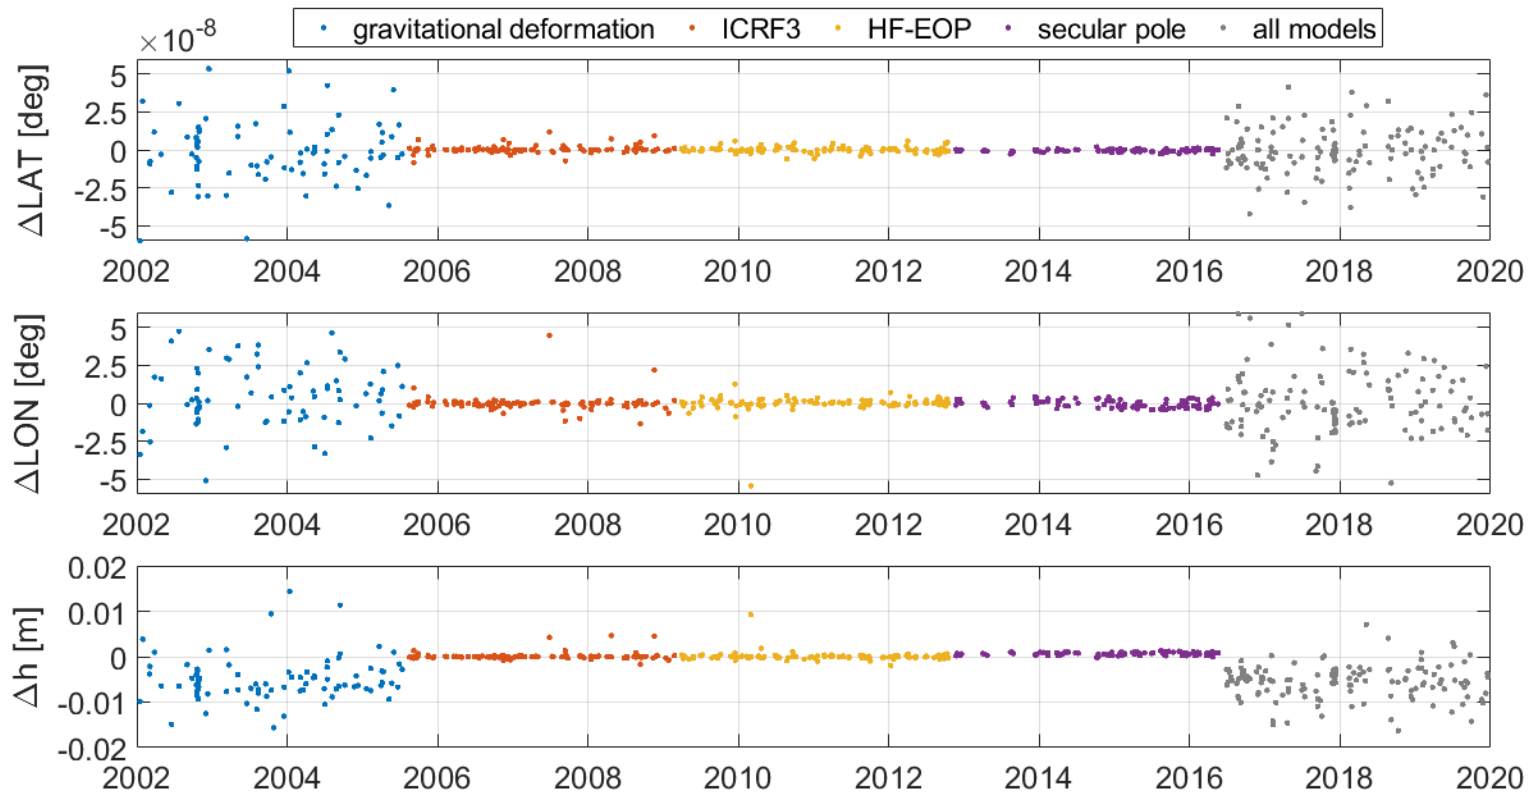 gravitational deformation ICRF3 HF-EOP secular pole all models
×10^-8
ΔLAT [deg]
5
2.5
0
-2.5
-5
2002 2004 2006 2008 2010 2012 2014 2016 2018 2020
ΔLON [deg]
5
2.5
0
-2.5
-5
2002 2004 2006 2008 2010 2012 2014 2016 2018 2020
Δh [m]
0.02
0.01
0
-0.01
-0.02
2002 2004 2006 2008 2010 2012 2014 2016 2018 2020